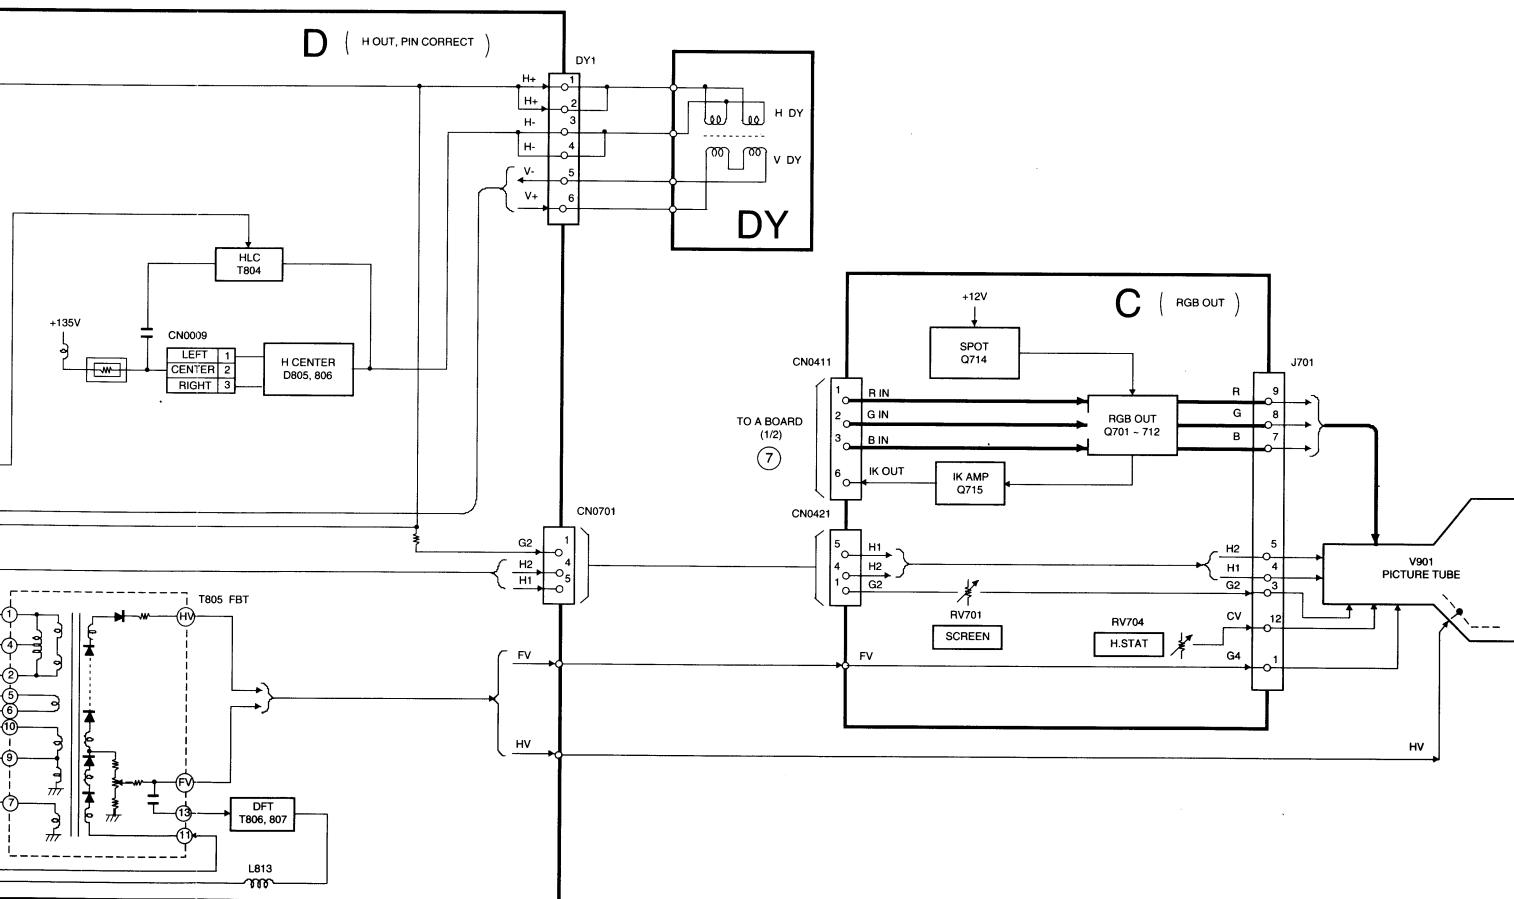 D ( H OUT, PIN CORRECT )
DY1
H+ 1
H+ 2
H- 3
H- 4
V- 5
V+ 6
H DY
V DY
DY
HLC
T804
+135V
CN0009
LEFT 1
CENTER 2
RIGHT 3
H CENTER
D805, 806
C ( RGB OUT )
+12V
SPOT
Q714
CN0411
J701
TO A BOARD
(1/2)
7
1 R IN
2 G IN
3 B IN
6 IK OUT
RGB OUT
Q701 ~ 712
IK AMP
Q715
R 9
G 8
B 7
CN0701
G2 1
H2 4
H1 5
CN0421
5 H1
4 H2
1 G2
RV701
SCREEN
RV704
H.STAT
H2 5
H1 4
G2 3
CV 12
G4 1
V901
PICTURE TUBE
FV
FV
HV
HV
T805 FBT
1
4
2
5
6
10
9
7
HV
FV
13
11
DFT
T806, 807
L813